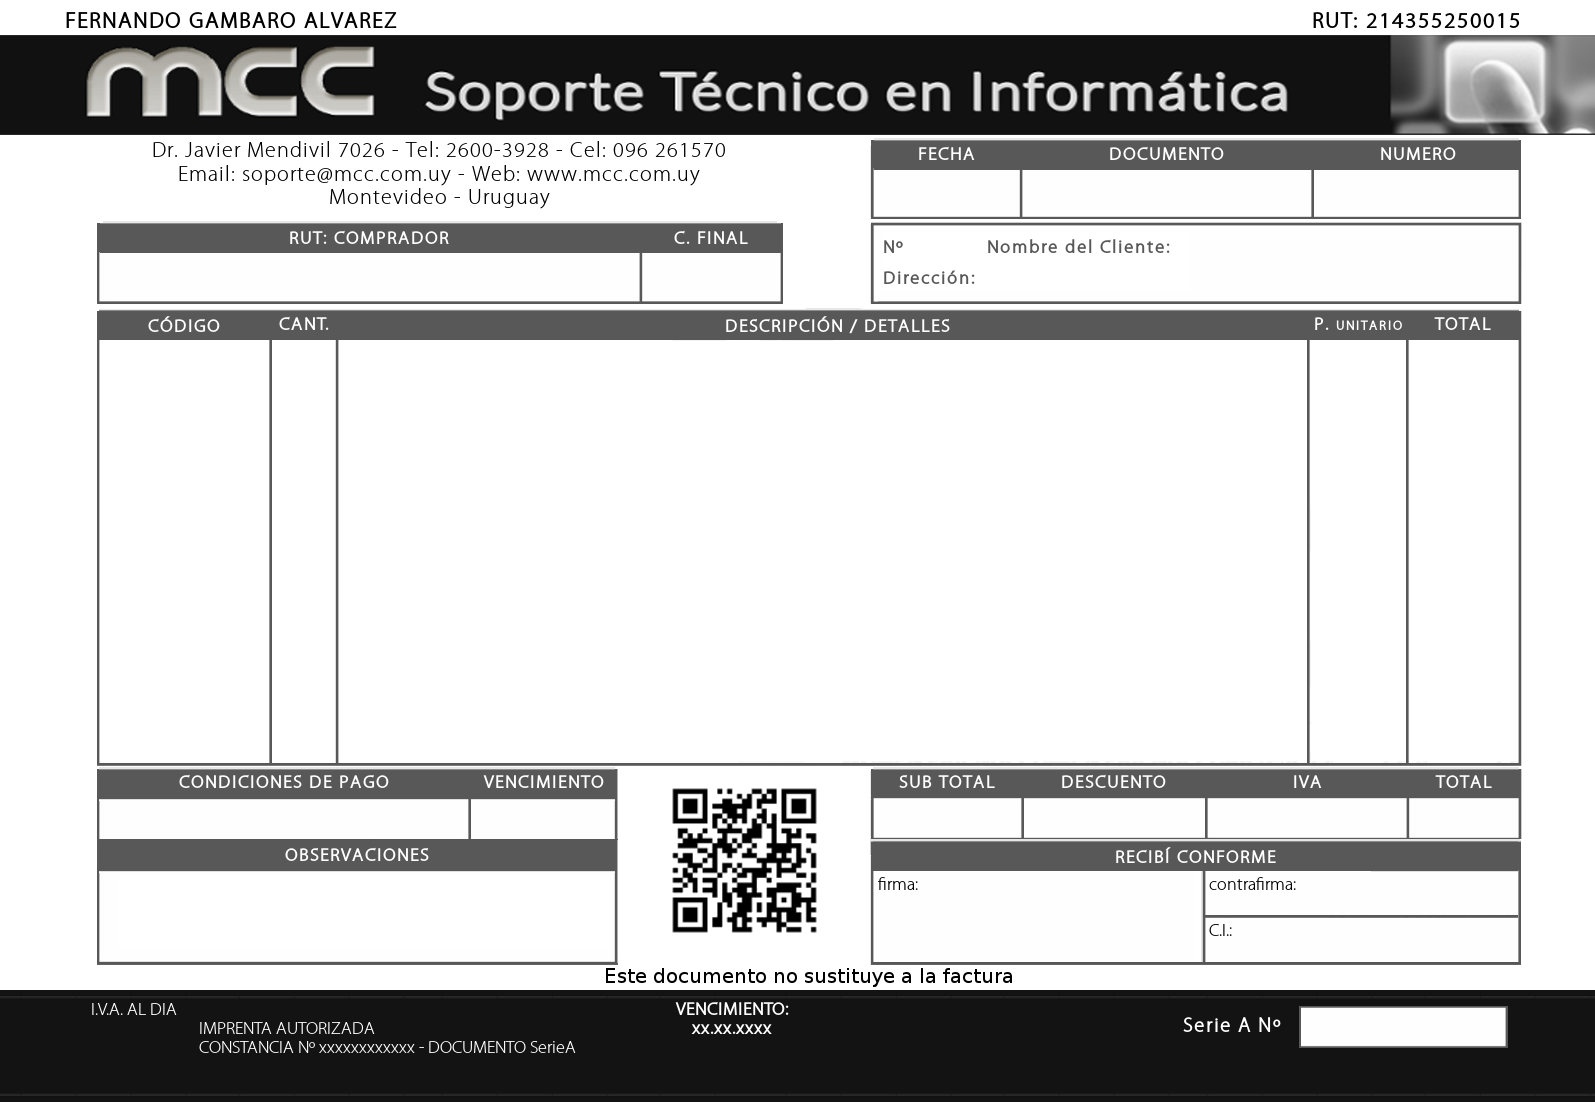 FERNANDO GAMBARO ALVAREZ RUT: 214355250015
mcc Soporte Técnico en Informática
Dr. Javier Mendivil 7026 - Tel: 2600-3928 - Cel: 096 261570
Email: soporte@mcc.com.uy - Web: www.mcc.com.uy
Montevideo - Uruguay
FECHA DOCUMENTO NUMERO
RUT: COMPRADOR C. FINAL
Nº Nombre del Cliente:
Dirección:
CÓDIGO CANT. DESCRIPCIÓN / DETALLES P. UNITARIO TOTAL
CONDICIONES DE PAGO VENCIMIENTO
OBSERVACIONES
SUB TOTAL DESCUENTO IVA TOTAL
RECIBÍ CONFORME
firma: contrafirma:
C.I.:
Este documento no sustituye a la factura
I.V.A. AL DIA
IMPRENTA AUTORIZADA
CONSTANCIA Nº xxxxxxxxxxxx - DOCUMENTO SerieA
VENCIMIENTO:
xx.xx.xxxx
Serie A Nº